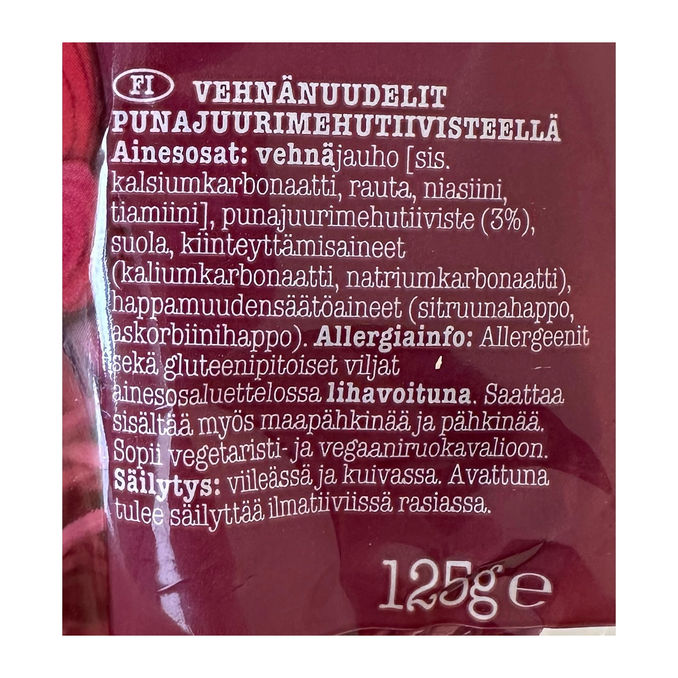 FI VEHNÄNUUDELIT
PUNAJUURIMEHUTIIVISTEELLÄ
Ainesosat: vehnäjauho [sis.
kalsiumkarbonaatti, rauta, niasiini,
tiamiini], punajuurimehutiiviste (3%),
suola, kiinteyttämisaineet
(kaliumkarbonaatti, natriumkarbonaatti),
happamuudensäätöaineet (sitruunahappo,
askorbiinihappo). Allergiainfo: Allergeenit
sekä gluteenipitoiset viljat
ainesosaluettelossa lihavoituna. Saattaa
sisältää myös maapähkinää ja pähkinää.
Sopii vegetaristi- ja vegaaniruokavalioon.
Säilytys: viileässä ja kuivassa. Avattuna
tulee säilyttää ilmatiiviissä rasiassa.
125g e